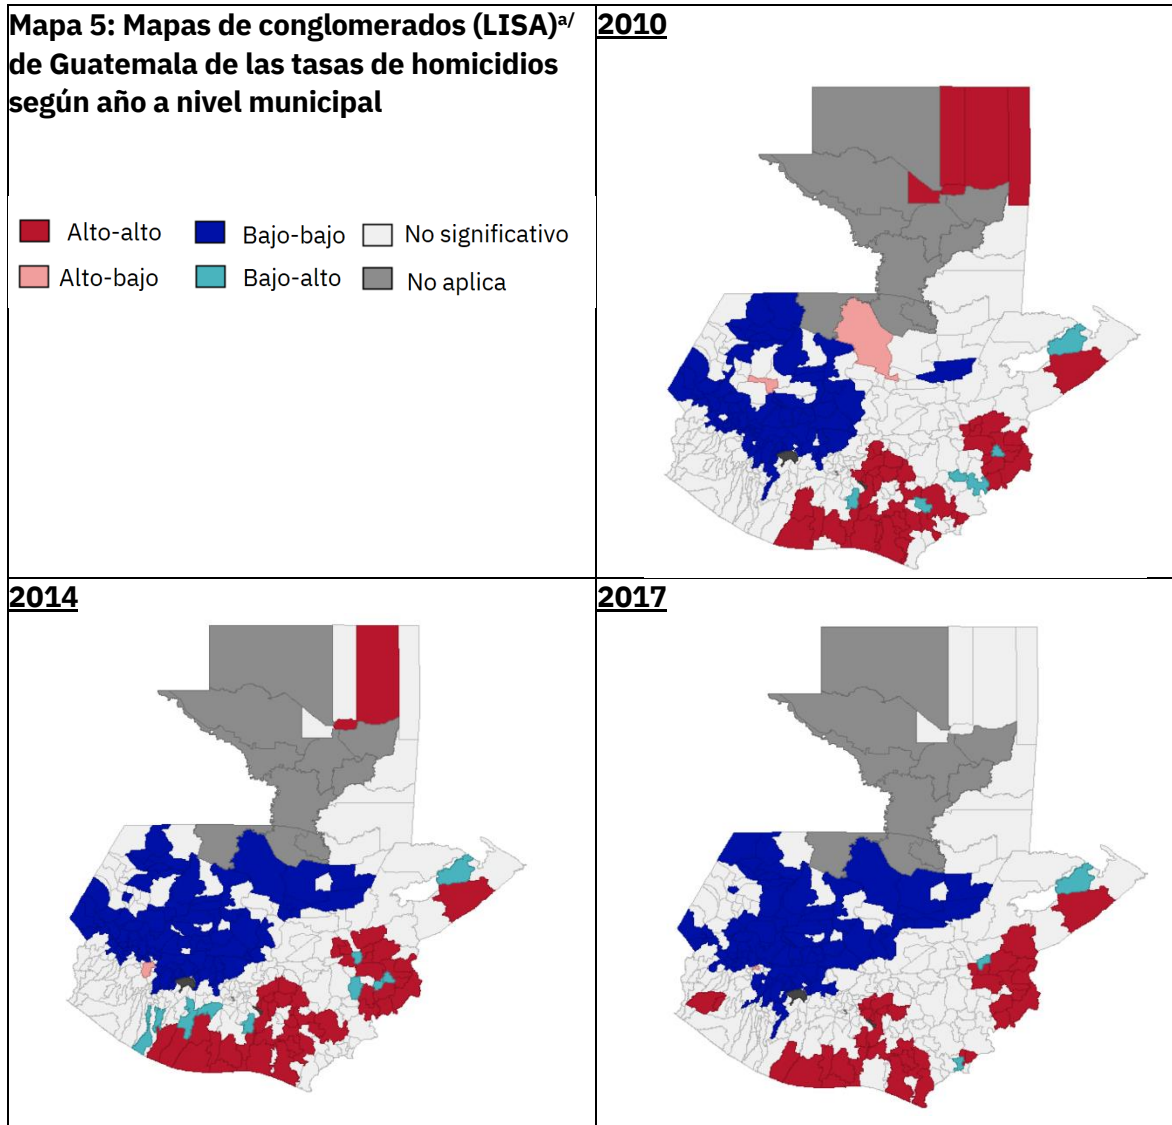 Mapa 5: Mapas de conglomerados (LISA)a/
de Guatemala de las tasas de homicidios
según año a nivel municipal
Alto-alto Bajo-bajo No significativo
Alto-bajo Bajo-alto No aplica
2010
2014
2017